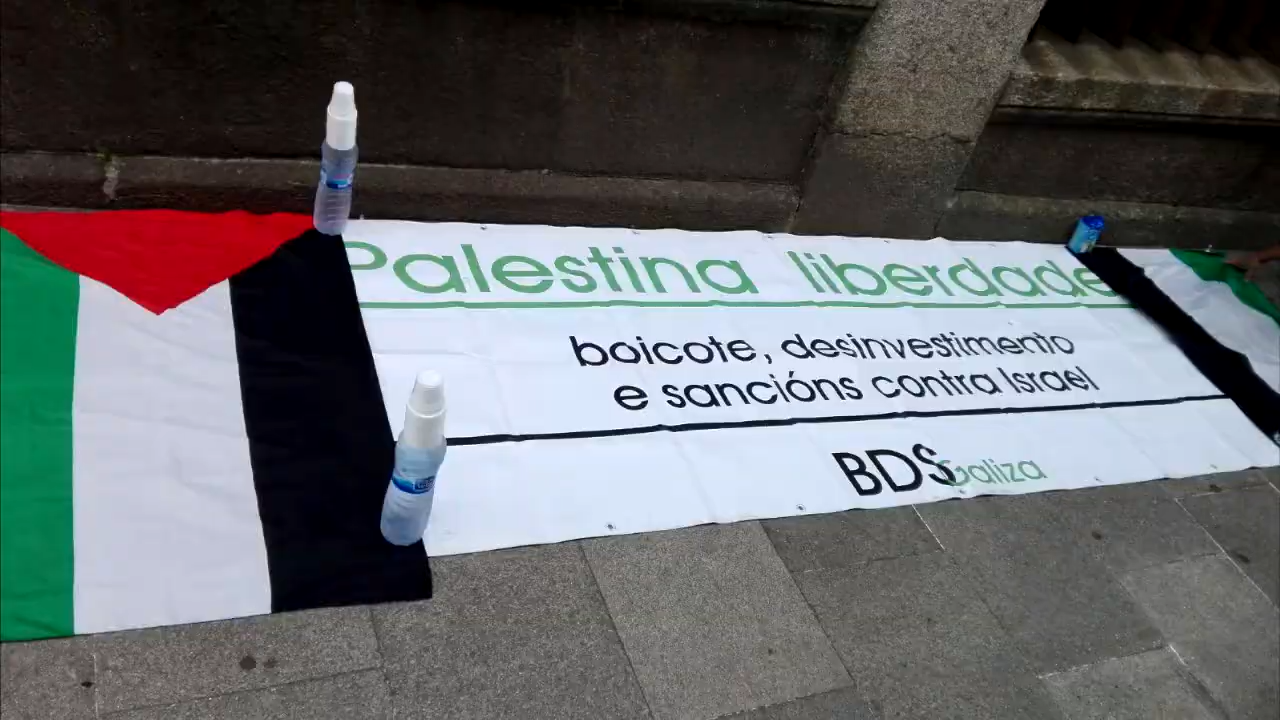 Palestina liberdade
boicote, desinvestimento
e sancións contra Israel
BDS Galiza